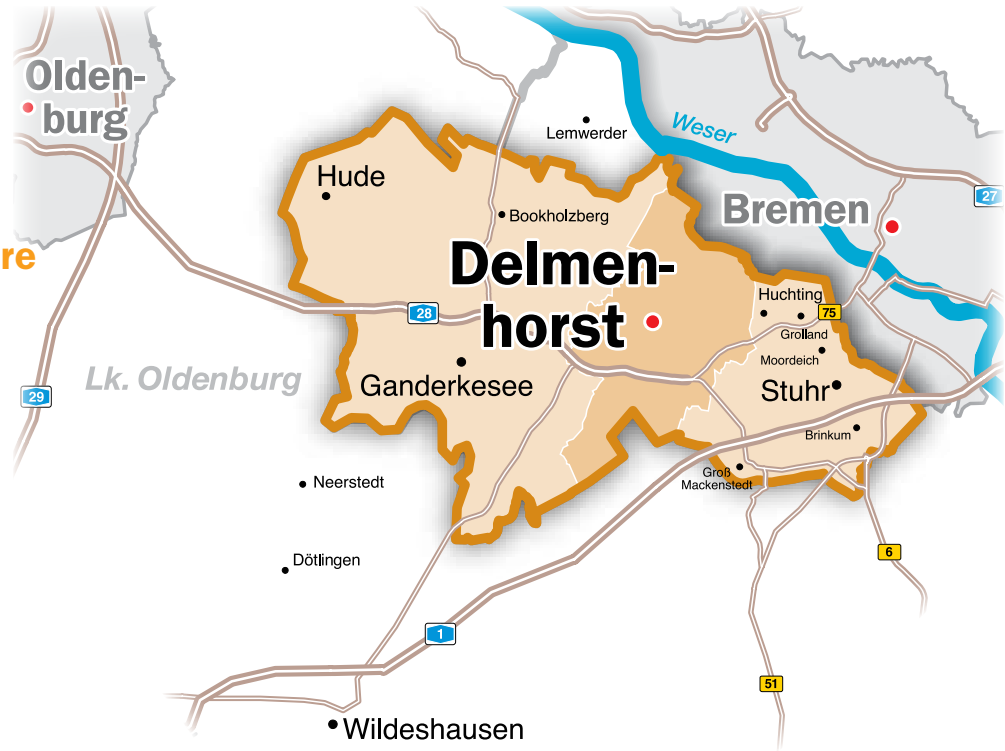 Olden-
burg
Lemwerder
Weser
Hude
27
Bremen
Bookholzberg
re
Delmen-
horst
Huchting
28
75
Grolland
Moordeich
Lk. Oldenburg
Ganderkesee
Stuhr
29
Brinkum
Groß
Mackenstedt
Neerstedt
6
Dötlingen
1
51
Wildeshausen